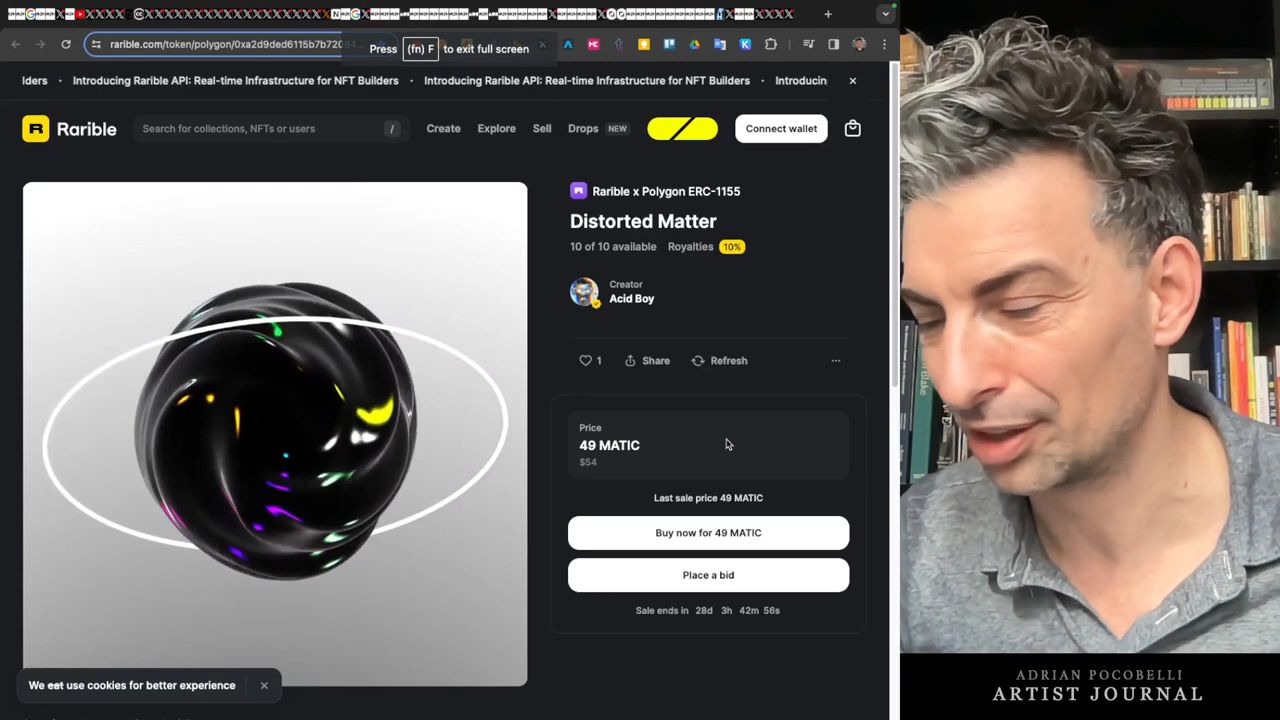 rarible.com/token/polygon/0xa2d9ded6115b7b72084...
Press (fn) F to exit full screen
lders · Introducing Rarible API: Real-time Infrastructure for NFT Builders · Introducing Rarible API: Real-time Infrastructure for NFT Builders · Introducin
R Rarible
Search for collections, NFTs or users /
Create Explore Sell Drops NEW
Connect wallet
Rarible x Polygon ERC-1155
Distorted Matter
10 of 10 available Royalties 10%
Creator
Acid Boy
1 Share Refresh ...
Price
49 MATIC
$54
Last sale price 49 MATIC
Buy now for 49 MATIC
Place a bid
Sale ends in 28d 3h 42m 56s
We eat use cookies for better experience
ADRIAN POCOBELLI
ARTIST JOURNAL